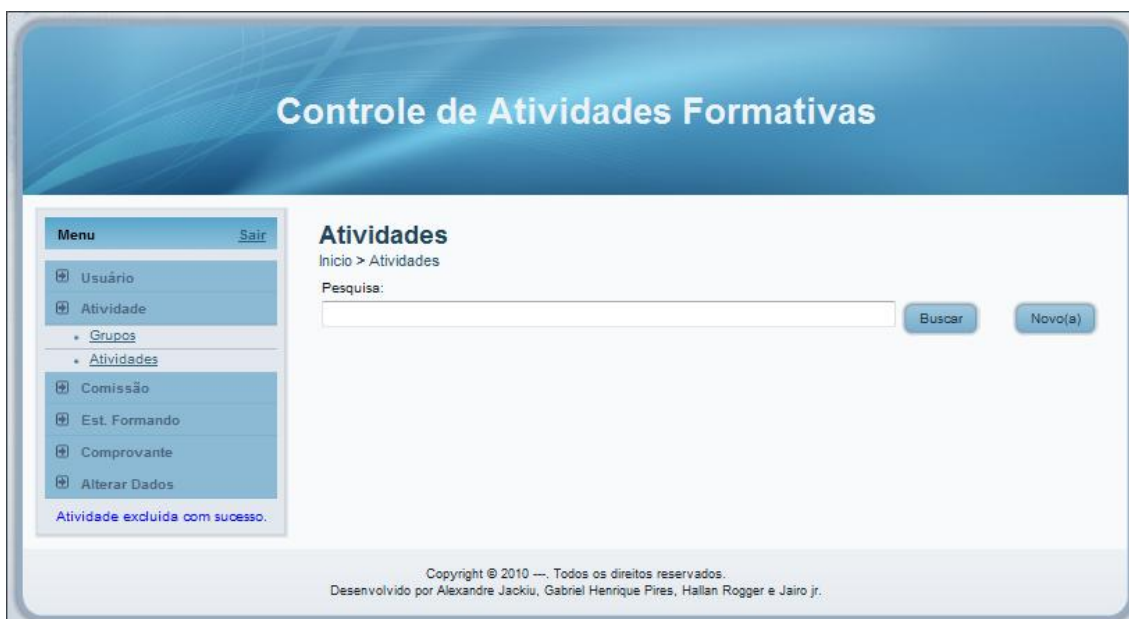 Controle de Atividades Formativas
Menu Sair
Usuário
Atividade
Grupos
Atividades
Comissão
Est. Formando
Comprovante
Alterar Dados
Atividade excluida com sucesso.
Atividades
Inicio > Atividades
Pesquisa:
Buscar Novo(a)
Copyright © 2010 ---. Todos os direitos reservados.
Desenvolvido por Alexandre Jackiu, Gabriel Henrique Pires, Hallan Rogger e Jairo jr.